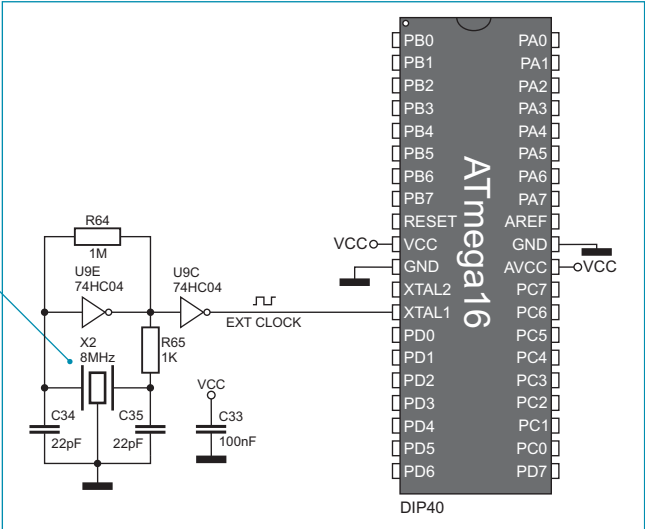 PB0 PA0
PB1 PA1
PB2 PA2
PB3 PA3
PB4 PA4
PB5 PA5
PB6 PA6
PB7 PA7
RESET AREF
VCC VCC GND
GND AVCC VCC
XTAL2 PC7
XTAL1 PC6
PD0 PC5
PD1 PC4
PD2 PC3
PD3 PC2
PD4 PC1
PD5 PC0
PD6 PD7
ATmega16
DIP40
R64
1M
U9E
74HC04
U9C
74HC04
EXT CLOCK
X2
8MHz
R65
1K
C34
22pF
C35
22pF
VCC
C33
100nF